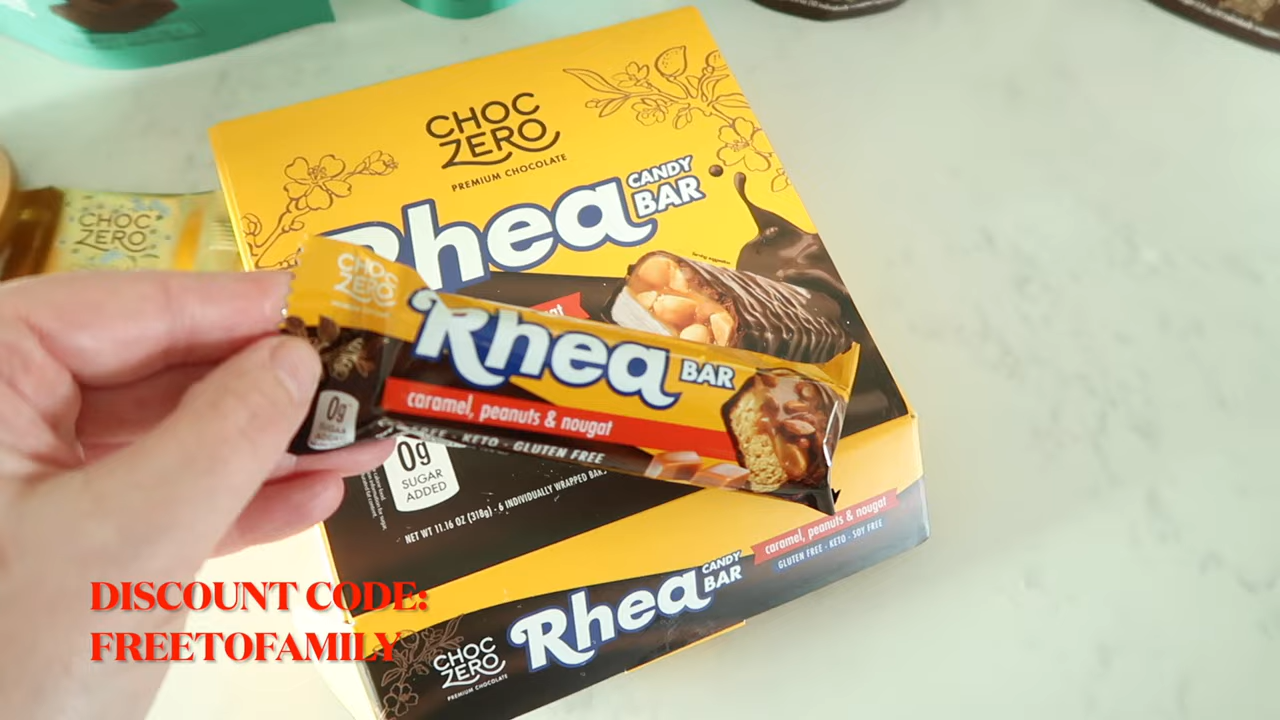 CHOC
ZERO
PREMIUM CHOCOLATE
Rhea
CANDY
BAR
CHOC
ZERO
CHOC
ZERO
Rhea
BAR
caramel, peanuts & nougat
KETO · GLUTEN FREE
0g
SUGAR
ADDED
0g
SUGAR
ADDED
NET WT 11.16 OZ (318g) · 6 INDIVIDUALLY WRAPPED BARS
caramel, peanuts & nougat
GLUTEN FREE · KETO · SOY FREE
Rhea
CANDY
BAR
CHOC
ZERO
PREMIUM CHOCOLATE
DISCOUNT CODE:
FREETOFAMILY